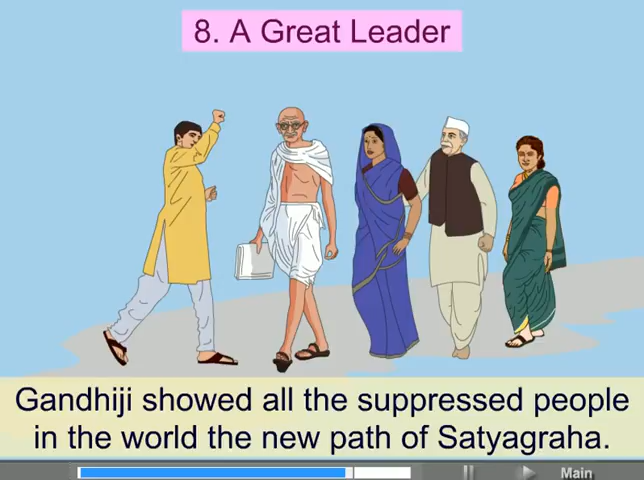 8. A Great Leader
Gandhiji showed all the suppressed people
in the world the new path of Satyagraha.
Main